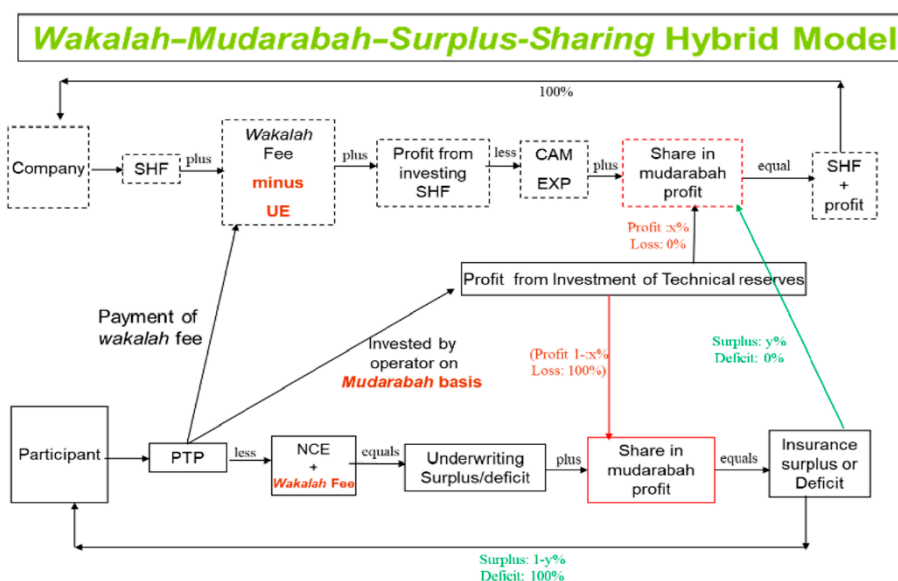 Wakalah–Mudarabah–Surplus-Sharing Hybrid Model
100%
Company
SHF
plus
Wakalah
Fee
minus
UE
plus
Profit from
investing
SHF
less
CAM
EXP
plus
Share in
mudarabah
profit
equal
SHF
+
profit
Profit :x%
Loss: 0%
Profit from Investment of Technical reserves
Payment of
wakalah fee
Invested by
operator on
Mudarabah basis
(Profit 1-:x%
Loss: 100%)
Surplus: y%
Deficit: 0%
Participant
PTP
less
NCE
+
Wakalah Fee
equals
Underwriting
Surplus/deficit
plus
Share in
mudarabah
profit
equals
Insurance
surplus or
Deficit
Surplus: 1-y%
Deficit: 100%